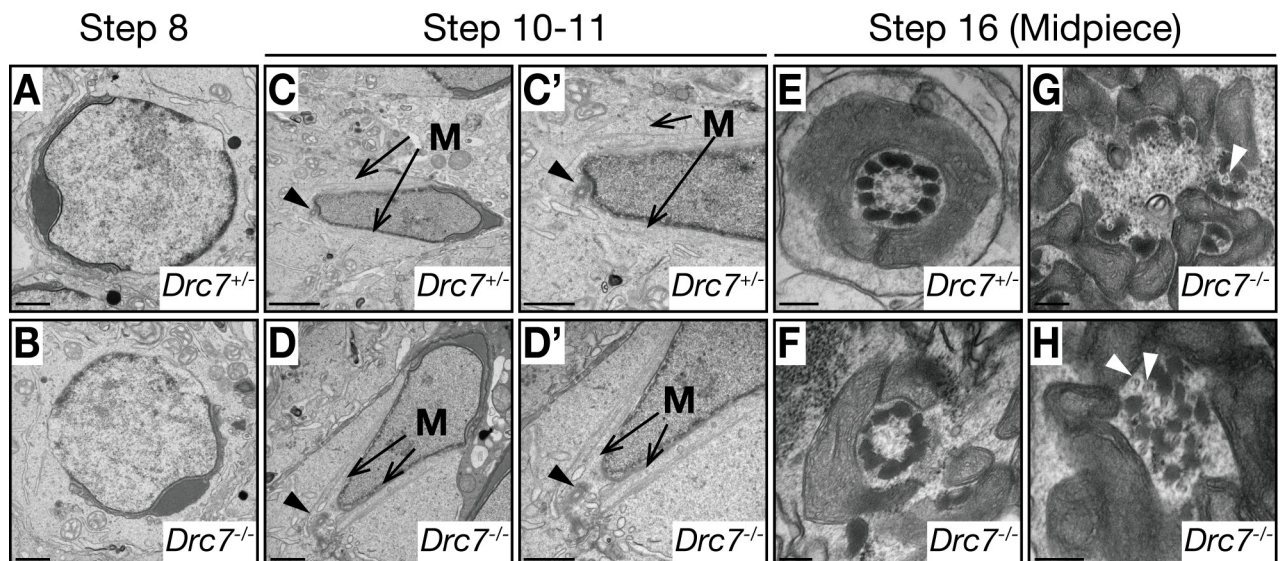 Step 8
Step 10-11
Step 16 (Midpiece)
A
Drc7+/-
C
M
Drc7+/-
C’
M
Drc7+/-
E
Drc7+/-
G
Drc7-/-
B
Drc7-/-
D
M
Drc7-/-
D’
M
Drc7-/-
F
Drc7-/-
H
Drc7-/-